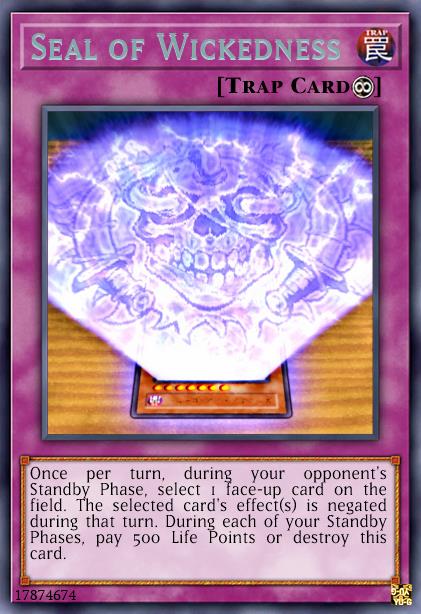 Seal of Wickedness
TRAP
罠
[Trap Card♾]
Once per turn, during your opponent's
Standby Phase, select 1 face-up card on the
field. The selected card's effect(s) is negated
during that turn. During each of your Standby
Phases, pay 500 Life Points or destroy this
card.
17874674